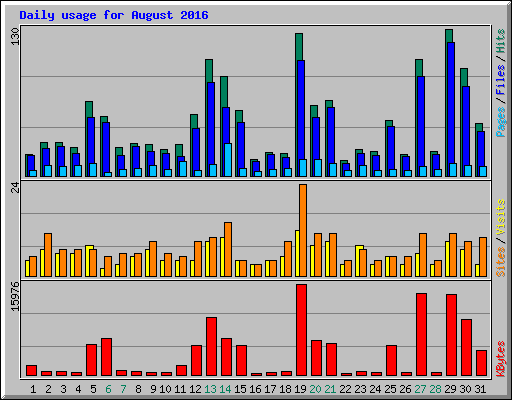 Daily usage for August 2016
130
Pages / Files / Hits
24
Sites / Visits
15976
KBytes
1 2 3 4 5 6 7 8 9 10 11 12 13 14 15 16 17 18 19 20 21 22 23 24 25 26 27 28 29 30 31